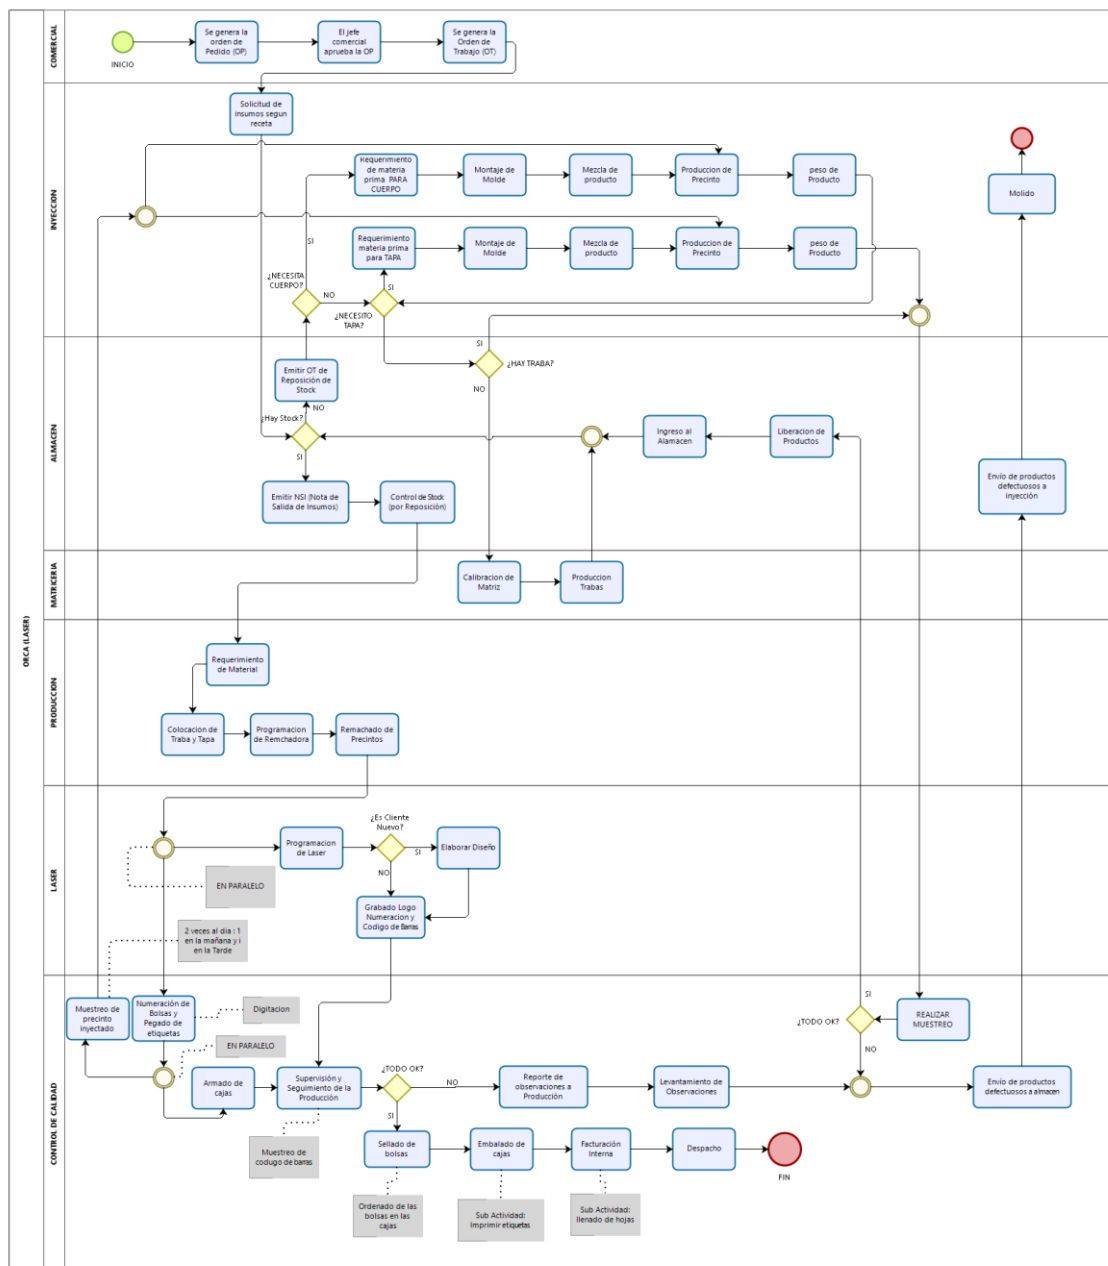 ORCA (LASER)
COMERCIAL
INICIO
Se genera la
orden de
Pedido (OP)
El jefe
comercial
aprueba la OP
Se genera la
Orden de
Trabajo (OT)
INYECCION
Solicitud de
insumos segun
receta
Requerimiento
de materia
prima PARA
CUERPO
Montaje de
Molde
Mezcla de
producto
Produccion de
Precinto
peso de
Producto
Molido
Requerimiento
materia prima
para TAPA
Montaje de
Molde
Mezcla de
producto
Produccion de
Precinto
peso de
Producto
SI
¿NECESITA
CUERPO?
NO
SI
¿NECESITO
TAPA?
SI
ALMACEN
¿HAY TRABA?
NO
Emitir OT de
Reposición de
Stock
NO
¿Hay Stock?
SI
Ingreso al
Alamacen
Liberacion de
Productos
Emitir NSI (Nota de
Salida de Insumos)
Control de Stock
(por Reposición)
Envío de productos
defectuosos a
inyección
MATRICERIA
Calibracion de
Matriz
Produccion
Trabas
PRODUCCION
Requerimiento
de Material
Colocacion de
Traba y Tapa
Programacion
de Remchadora
Remachado de
Precintos
LASER
¿Es Cliente
Nuevo?
Programacion
de Laser
SI
Elaborar Diseño
NO
EN PARALELO
Grabado Logo
Numeracion y
Codigo de Barras
2 veces al dia : 1
en la mañana y i
en la Tarde
CONTROL DE CALIDAD
Muestreo de
precinto
inyectado
Numeración de
Bolsas y
Pegado de
etiquetas
Digitacion
EN PARALELO
SI
¿TODO OK?
REALIZAR
MUESTREO
NO
Armado de
cajas
Supervisión y
Seguimiento de la
Producción
¿TODO OK?
NO
Reporte de
observaciones a
Producción
Levantamiento de
Observaciones
Envío de productos
defectuosos a almacen
SI
Muestreo de
codugo de barras
Sellado de
bolsas
Embalado de
cajas
Facturación
Interna
Despacho
FIN
Ordenado de las
bolsas en las
cajas
Sub Actividad:
Imprimir etiquetas
Sub Actividad:
llenado de hojas